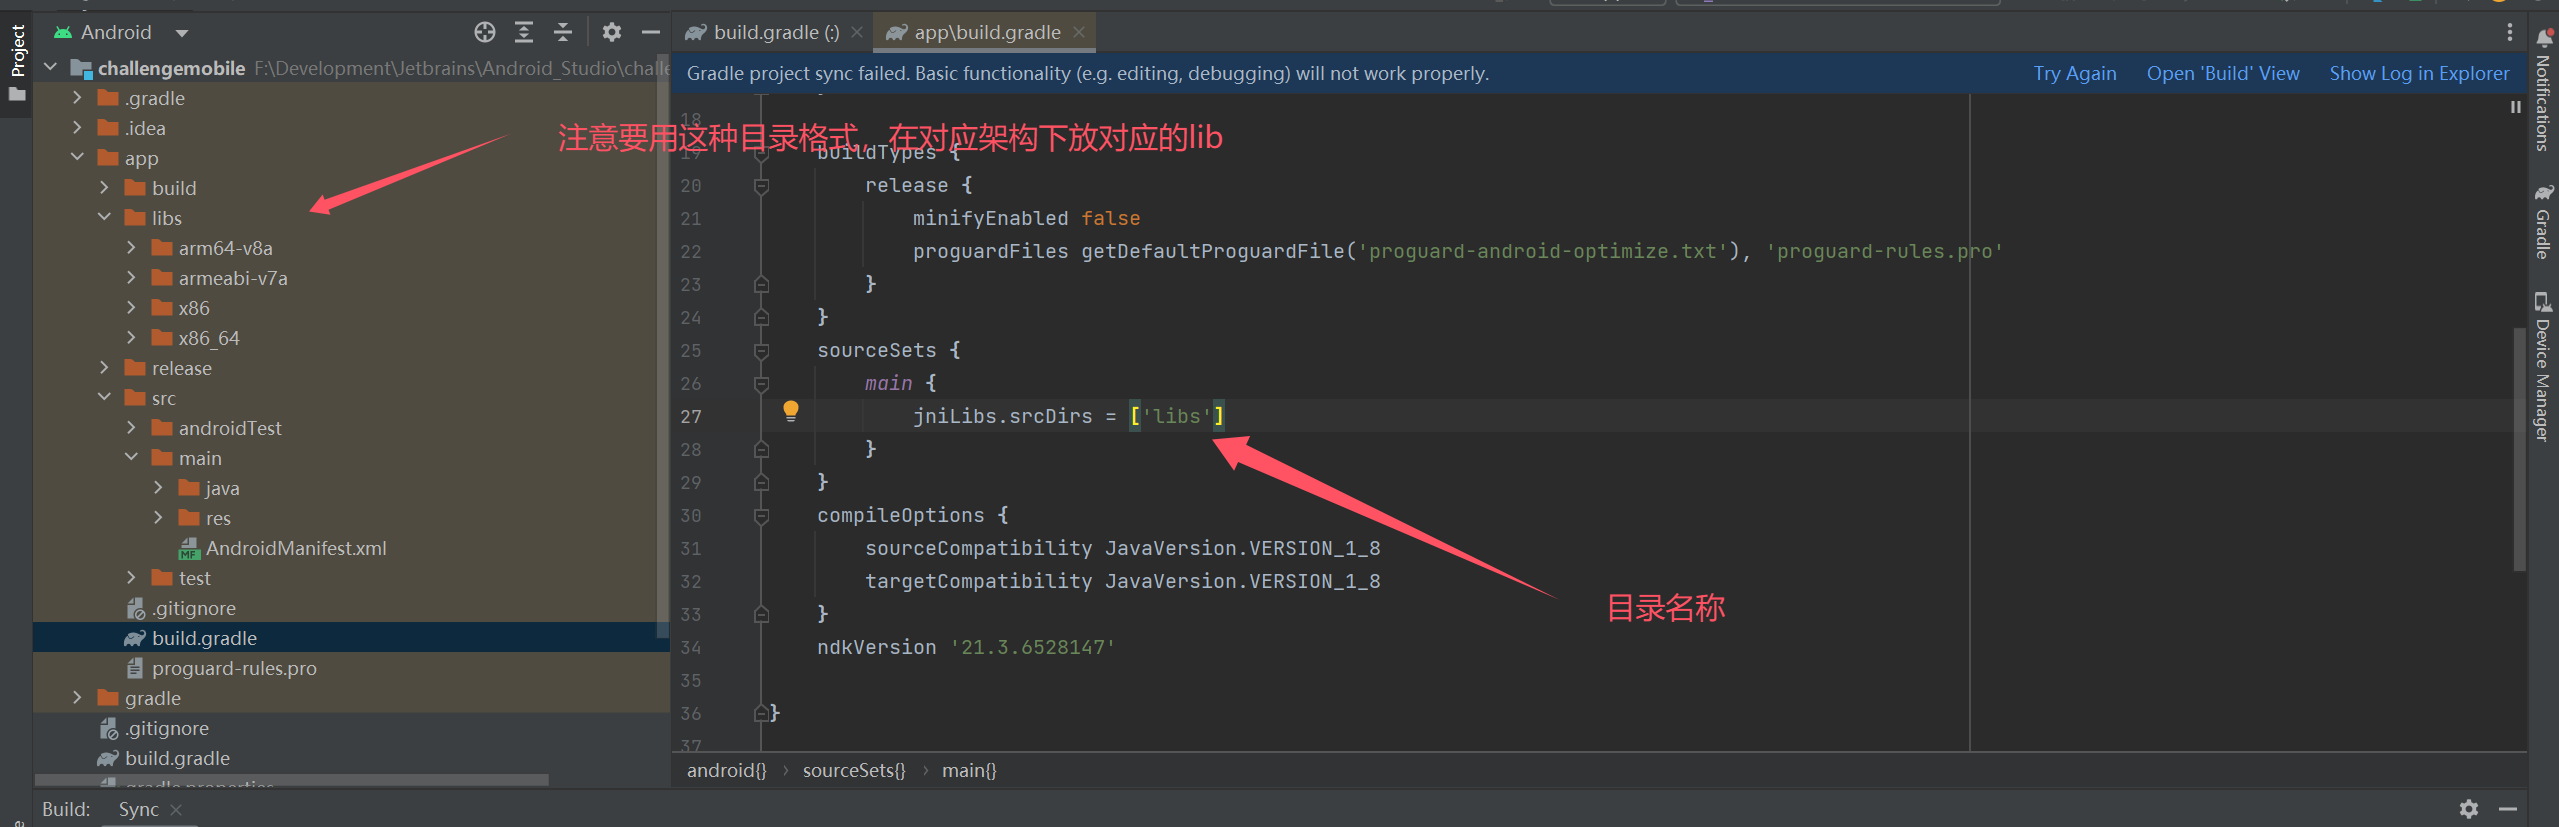 Project
Android
challengemobile F:\Development\Jetbrains\Android_Studio\challe
.gradle
.idea
app
build
libs
arm64-v8a
armeabi-v7a
x86
x86_64
release
src
androidTest
main
java
res
MF AndroidManifest.xml
test
.gitignore
build.gradle
proguard-rules.pro
gradle
.gitignore
build.gradle
gradle.properties
build.gradle (:)
app\build.gradle
Gradle project sync failed. Basic functionality (e.g. editing, debugging) will not work properly.
Try Again Open 'Build' View Show Log in Explorer
注意要用这种目录格式，在对应架构下放对应的lib
18
19 buildTypes {
20 release {
21 minifyEnabled false
22 proguardFiles getDefaultProguardFile('proguard-android-optimize.txt'), 'proguard-rules.pro'
23 }
24 }
25 sourceSets {
26 main {
27 jniLibs.srcDirs = ['libs']
28 }
29 }
30 compileOptions {
31 sourceCompatibility JavaVersion.VERSION_1_8
32 targetCompatibility JavaVersion.VERSION_1_8
33 }
34 ndkVersion '21.3.6528147'
35
36 }
37
目录名称
android{} › sourceSets{} › main{}
Notifications
Gradle
Device Manager
Build: Sync